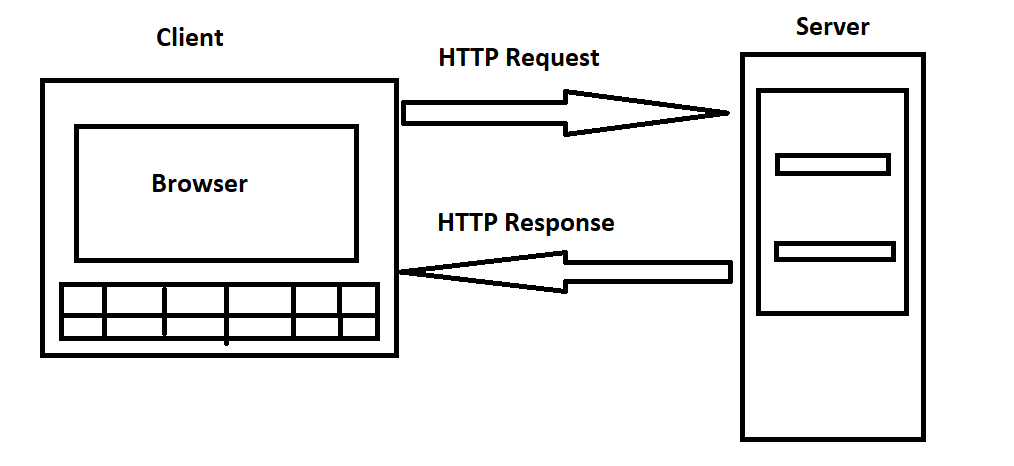 Client
Server
HTTP Request
Browser
HTTP Response